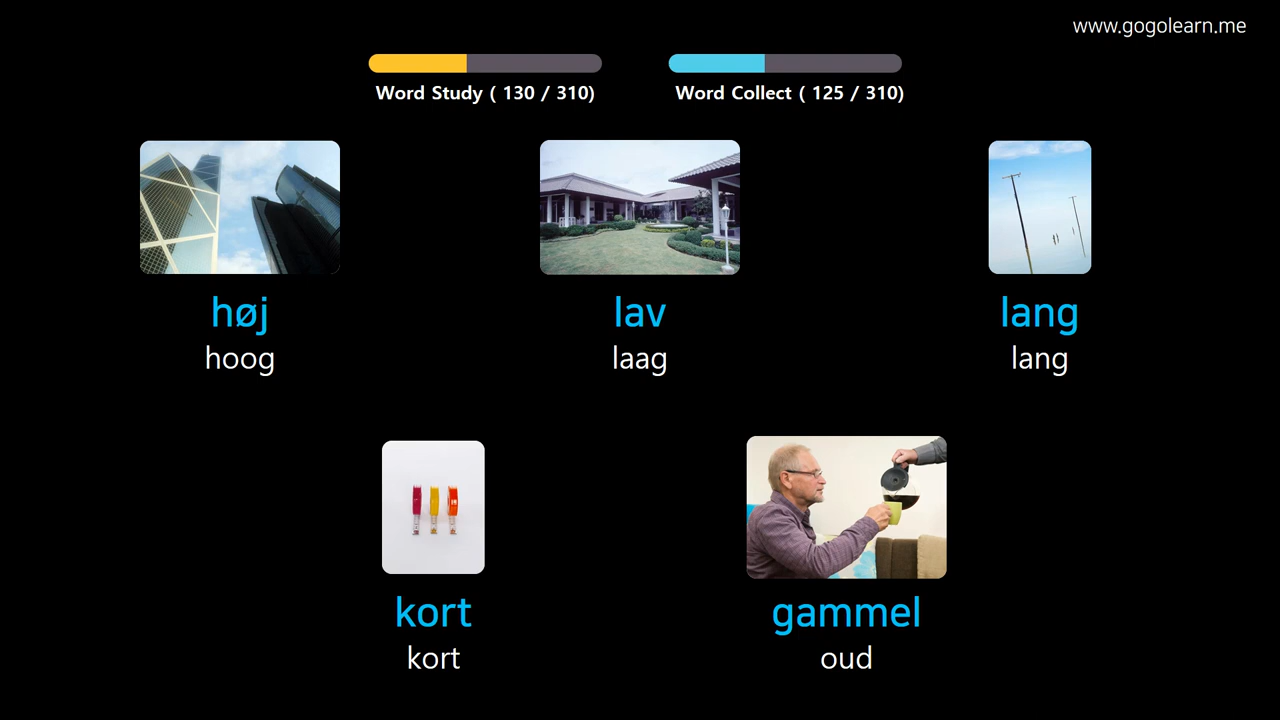 www.gogolearn.me
Word Study ( 130 / 310)
Word Collect ( 125 / 310)
høj
hoog
lav
laag
lang
lang
kort
kort
gammel
oud